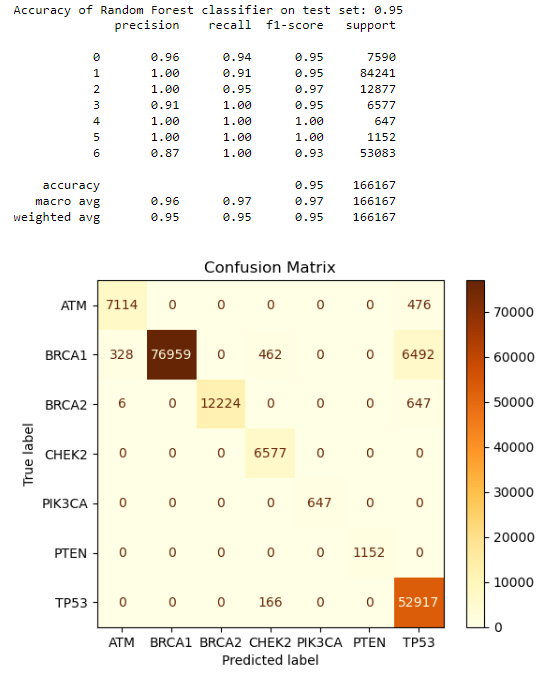 Accuracy of Random Forest classifier on test set: 0.95
precision recall f1-score support
0 0.96 0.94 0.95 7590
1 1.00 0.91 0.95 84241
2 1.00 0.95 0.97 12877
3 0.91 1.00 0.95 6577
4 1.00 1.00 1.00 647
5 1.00 1.00 1.00 1152
6 0.87 1.00 0.93 53083
accuracy 0.95 166167
macro avg 0.96 0.97 0.97 166167
weighted avg 0.95 0.95 0.95 166167
Confusion Matrix
ATM 7114 0 0 0 0 0 476
BRCA1 328 76959 0 462 0 0 6492
BRCA2 6 0 12224 0 0 0 647
CHEK2 0 0 0 6577 0 0 0
PIK3CA 0 0 0 0 647 0 0
PTEN 0 0 0 0 0 1152 0
TP53 0 0 0 166 0 0 52917
ATM BRCA1 BRCA2 CHEK2 PIK3CA PTEN TP53
Predicted label
True label
70000
60000
50000
40000
30000
20000
10000
0